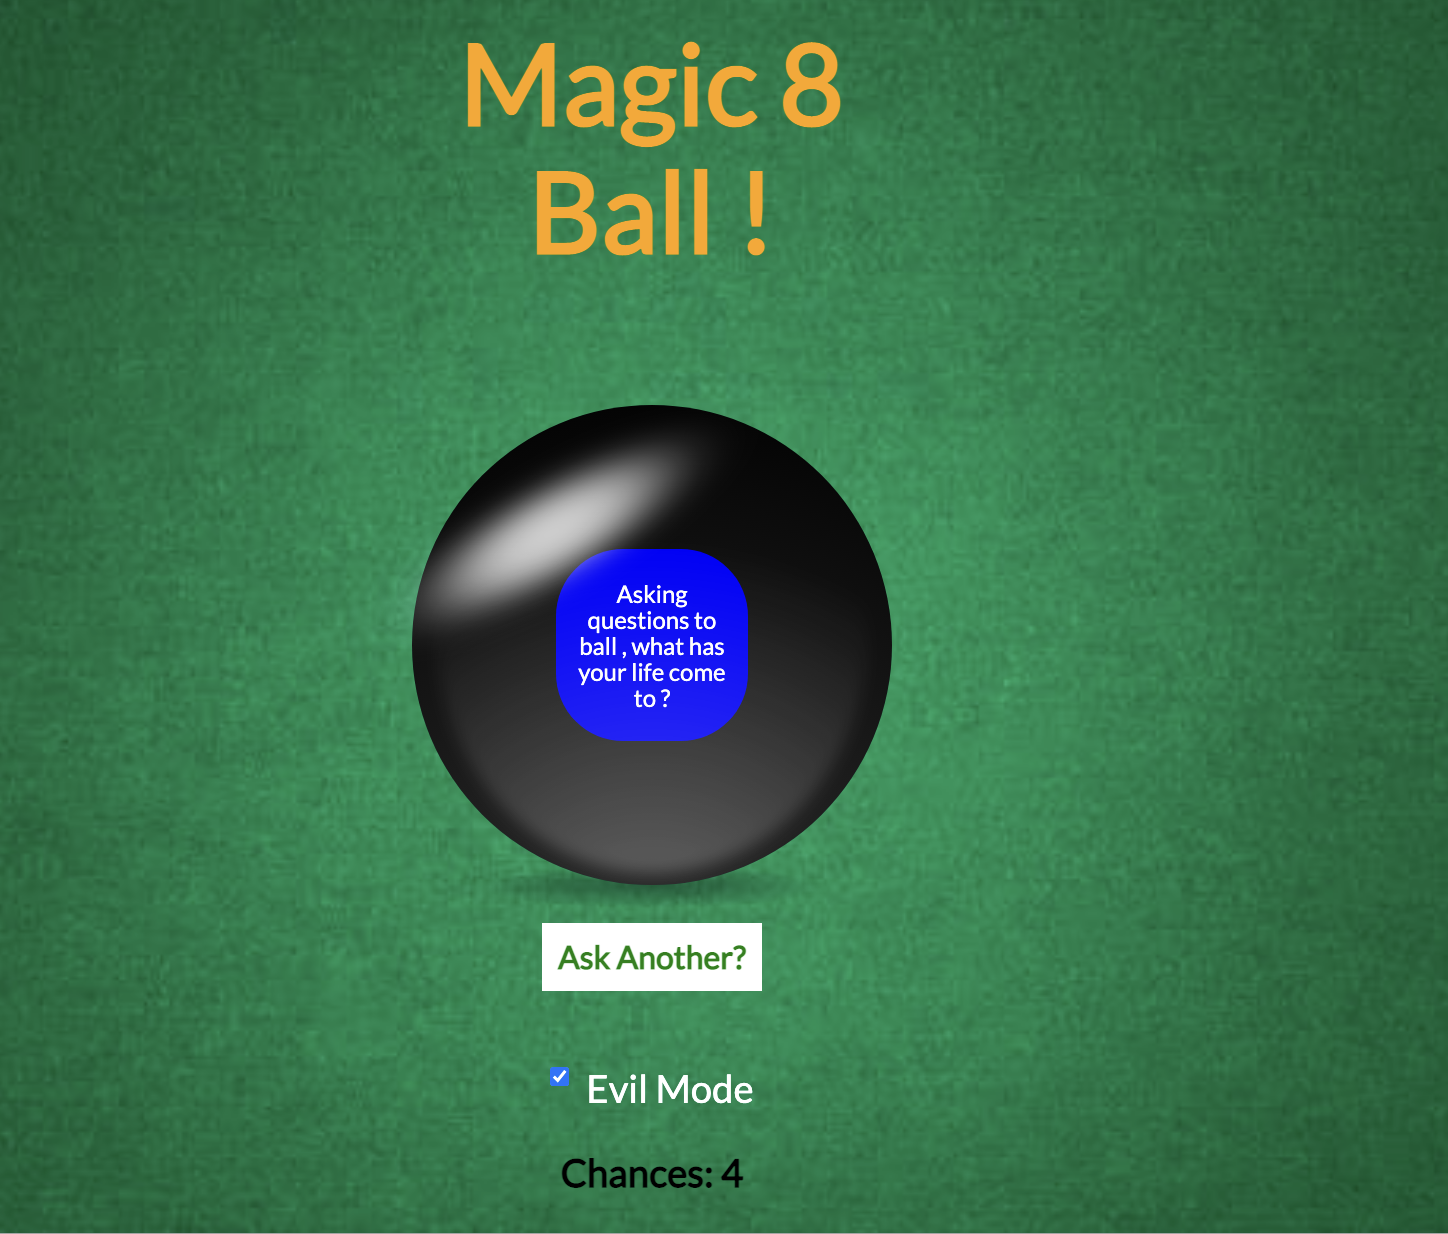 Magic 8
Ball !
Asking
questions to
ball , what has
your life come
to ?
Ask Another?
Evil Mode
Chances: 4